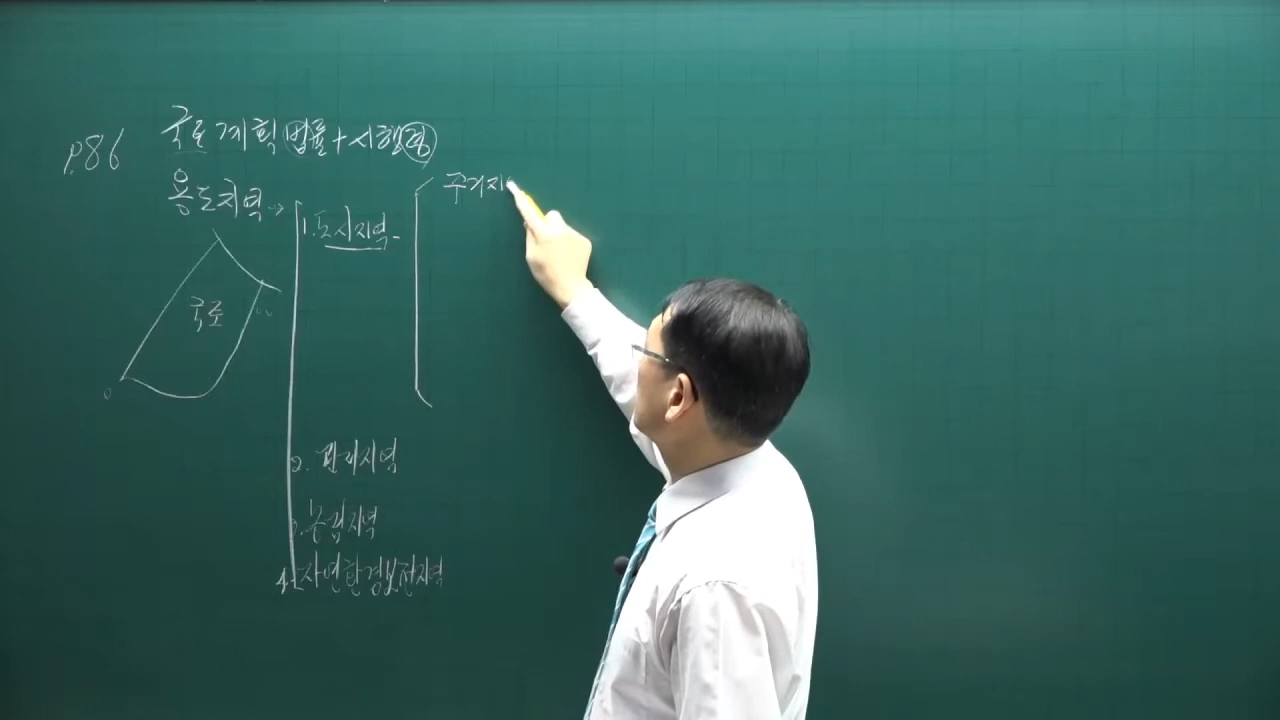 P.86
국토계획법률+시행령
용도지역→
1. 도시지역-
주거지
국토
2. 관리지역
3. 농림지역
4. 자연환경보전지역